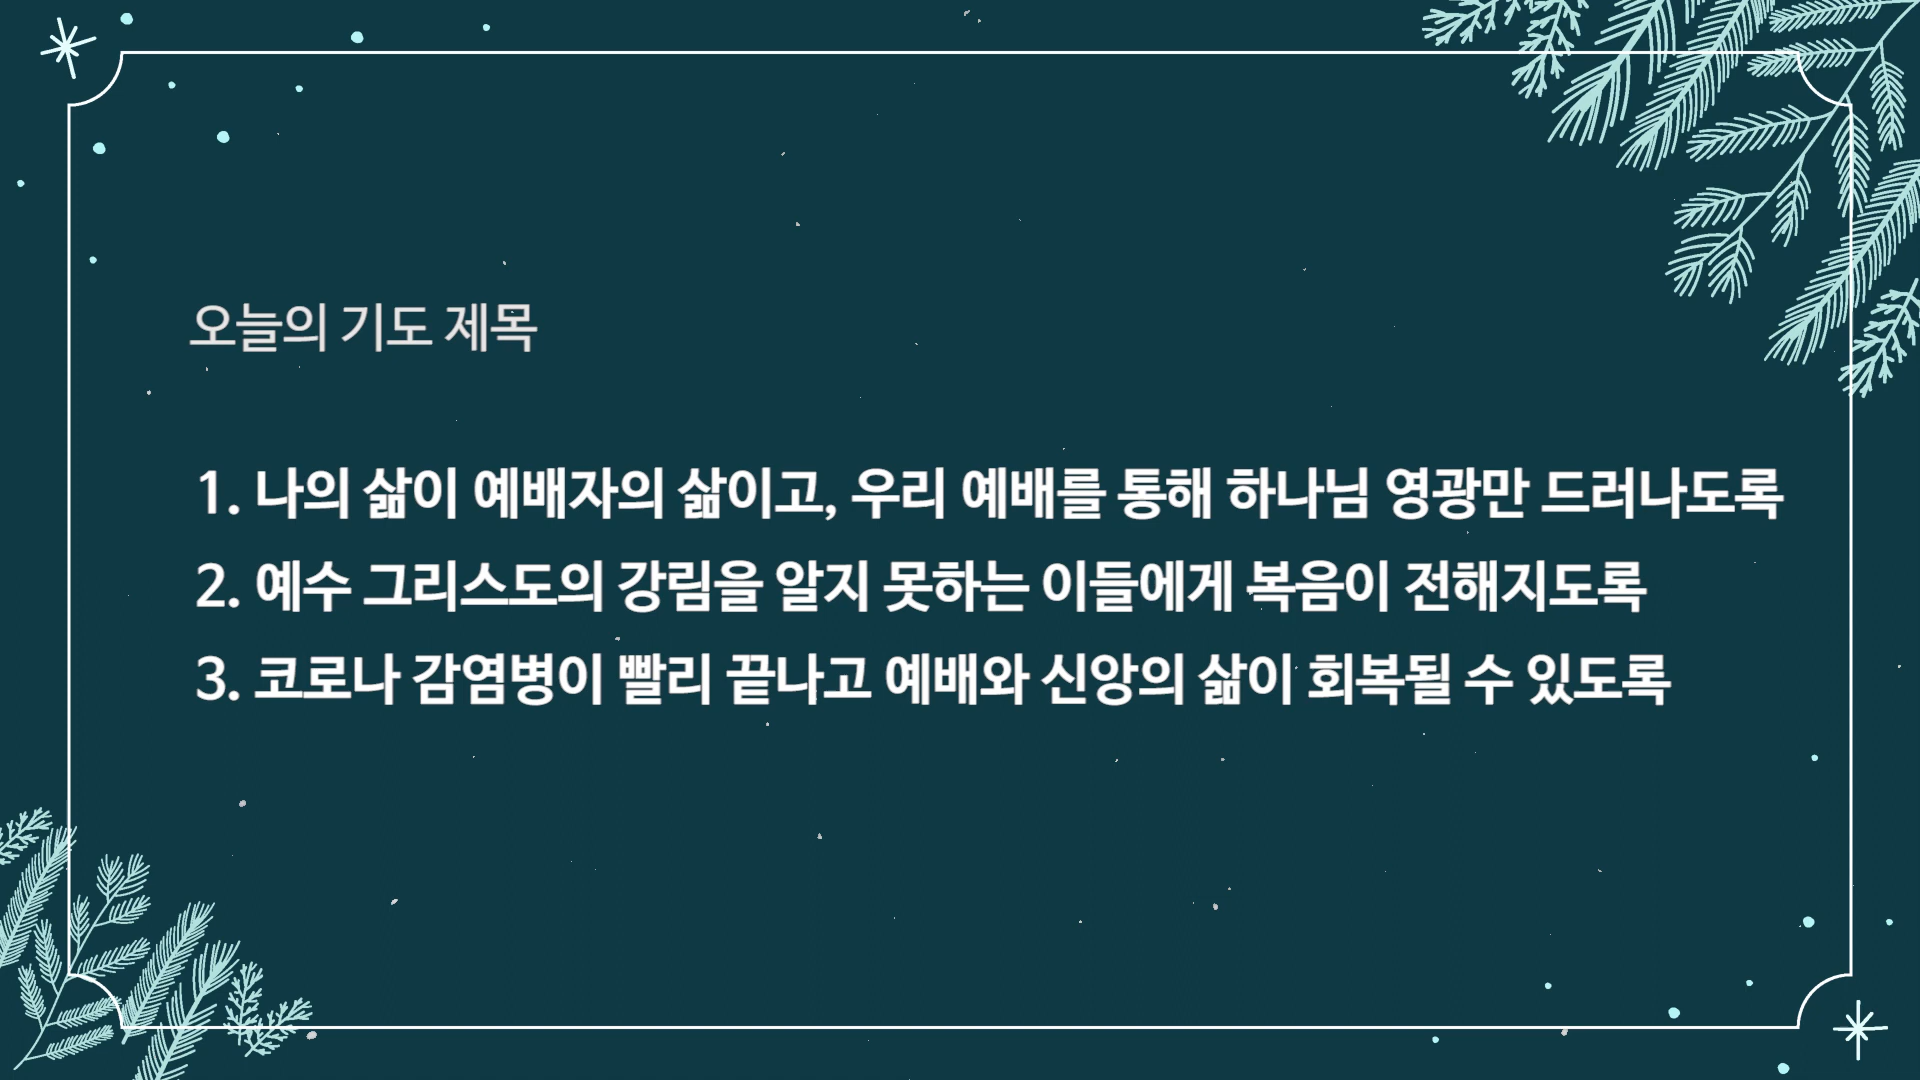 오늘의 기도 제목
1. 나의 삶이 예배자의 삶이고, 우리 예배를 통해 하나님 영광만 드러나도록
2. 예수 그리스도의 강림을 알지 못하는 이들에게 복음이 전해지도록
3. 코로나 감염병이 빨리 끝나고 예배와 신앙의 삶이 회복될 수 있도록